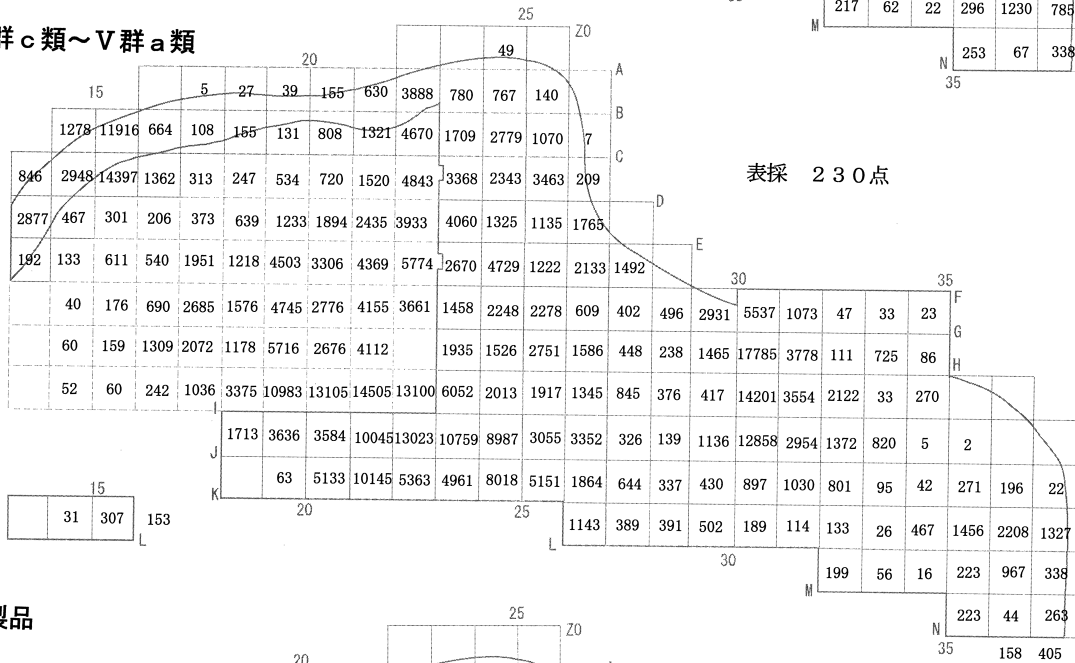 217 62 22 296 1230 785
M
253 67 338
N
35
群ｃ類～Ｖ群ａ類
25
ZO
49
20
A
15
5 27 39 155 630 3888 780 767 140
B
1278 11916 664 108 155 131 808 1321 4670 1709 2779 1070 7
C
846 2948 14397 1362 313 247 534 720 1520 4843 3368 2343 3463 209
表採 ２３０点
D
2877 467 301 206 373 639 1233 1894 2435 3933 4060 1325 1135 1765
E
192 133 611 540 1951 1218 4503 3306 4369 5774 2670 4729 1222 2133 1492
30 35
F
40 176 690 2685 1576 4745 2776 4155 3661 1458 2248 2278 609 402 496 2931 5537 1073 47 33 23
G
60 159 1309 2072 1178 5716 2676 4112 1935 1526 2751 1586 448 238 1465 17785 3778 111 725 86
H
52 60 242 1036 3375 10983 13105 14505 13100 6052 2013 1917 1345 845 376 417 14201 3554 2122 33 270
I
1713 3636 3584 10045 13023 10759 8987 3055 3352 326 139 1136 12858 2954 1372 820 5 2
J
63 5133 10145 5363 4961 8018 5151 1864 644 337 430 897 1030 801 95 42 271 196 22
K
20 25
15
31 307 153
L
1143 389 391 502 189 114 133 26 467 1456 2208 1327
L
30
199 56 16 223 967 338
M
223 44 263
N
35
158 405
製品
25
ZO
20